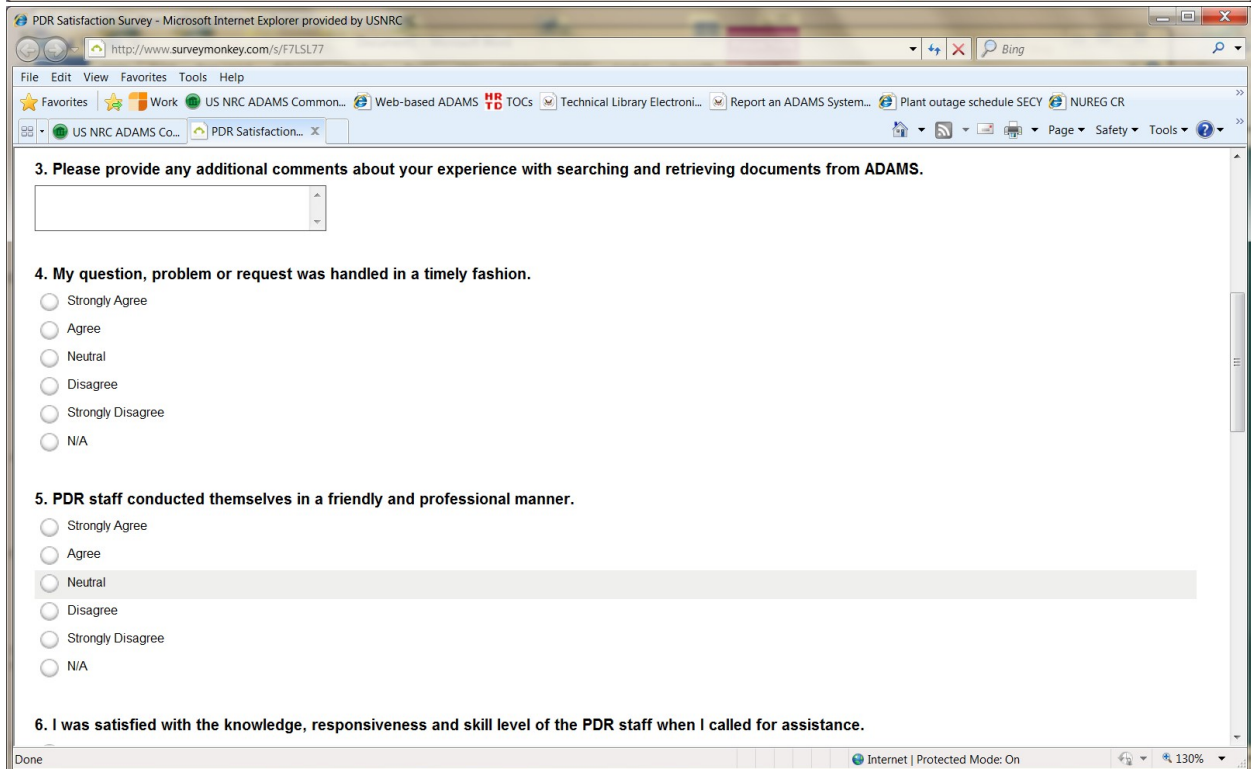 PDR Satisfaction Survey - Microsoft Internet Explorer provided by USNRC
http://www.surveymonkey.com/s/F7LSL77
Bing
File Edit View Favorites Tools Help
Favorites Work US NRC ADAMS Common... Web-based ADAMS HR TD TOCs Technical Library Electroni... Report an ADAMS System... Plant outage schedule SECY NUREG CR
US NRC ADAMS Co... PDR Satisfaction... X Page Safety Tools
3. Please provide any additional comments about your experience with searching and retrieving documents from ADAMS.
4. My question, problem or request was handled in a timely fashion.
Strongly Agree
Agree
Neutral
Disagree
Strongly Disagree
N/A
5. PDR staff conducted themselves in a friendly and professional manner.
Strongly Agree
Agree
Neutral
Disagree
Strongly Disagree
N/A
6. I was satisfied with the knowledge, responsiveness and skill level of the PDR staff when I called for assistance.
Done Internet | Protected Mode: On 130%